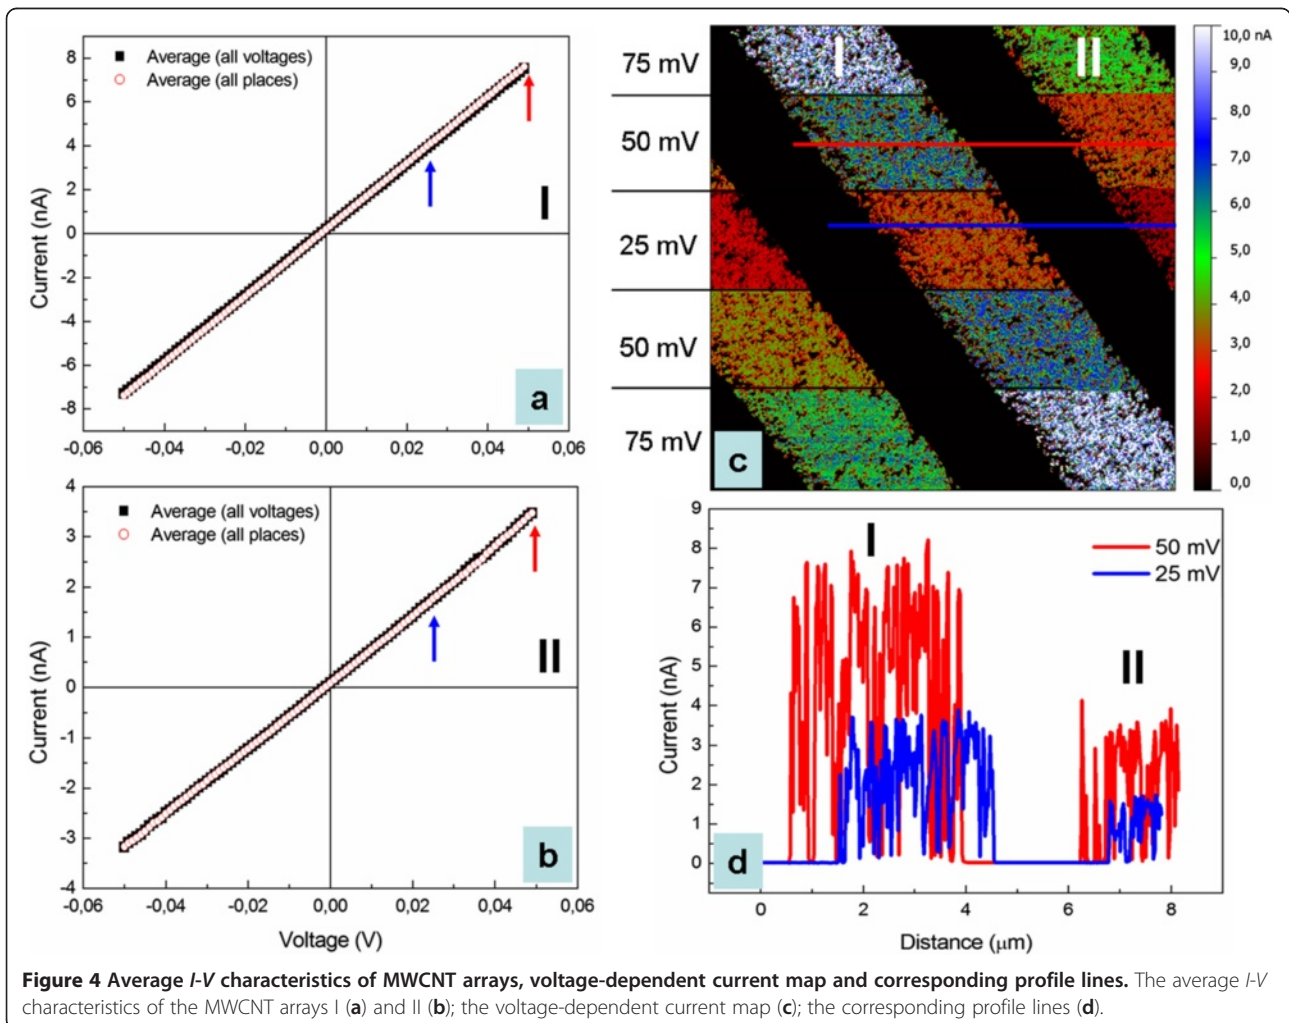 8
6
4
2
0
-2
-4
-6
-8
Current (nA)
Average (all voltages)
Average (all places)
I
a
-0,06 -0,04 -0,02 0,00 0,02 0,04 0,06
4
3
2
1
0
-1
-2
-3
-4
Current (nA)
Average (all voltages)
Average (all places)
II
b
-0,06 -0,04 -0,02 0,00 0,02 0,04 0,06
Voltage (V)
75 mV
50 mV
25 mV
50 mV
75 mV
I II
c
10,0 nA
9,0
8,0
7,0
6,0
5,0
4,0
3,0
2,0
1,0
0,0
9
8
7
6
5
4
3
2
1
0
Current (nA)
I
II
50 mV
25 mV
d
0 2 4 6 8
Distance (μm)
Figure 4 Average I-V characteristics of MWCNT arrays, voltage-dependent current map and corresponding profile lines. The average I-V
characteristics of the MWCNT arrays I (a) and II (b); the voltage-dependent current map (c); the corresponding profile lines (d).